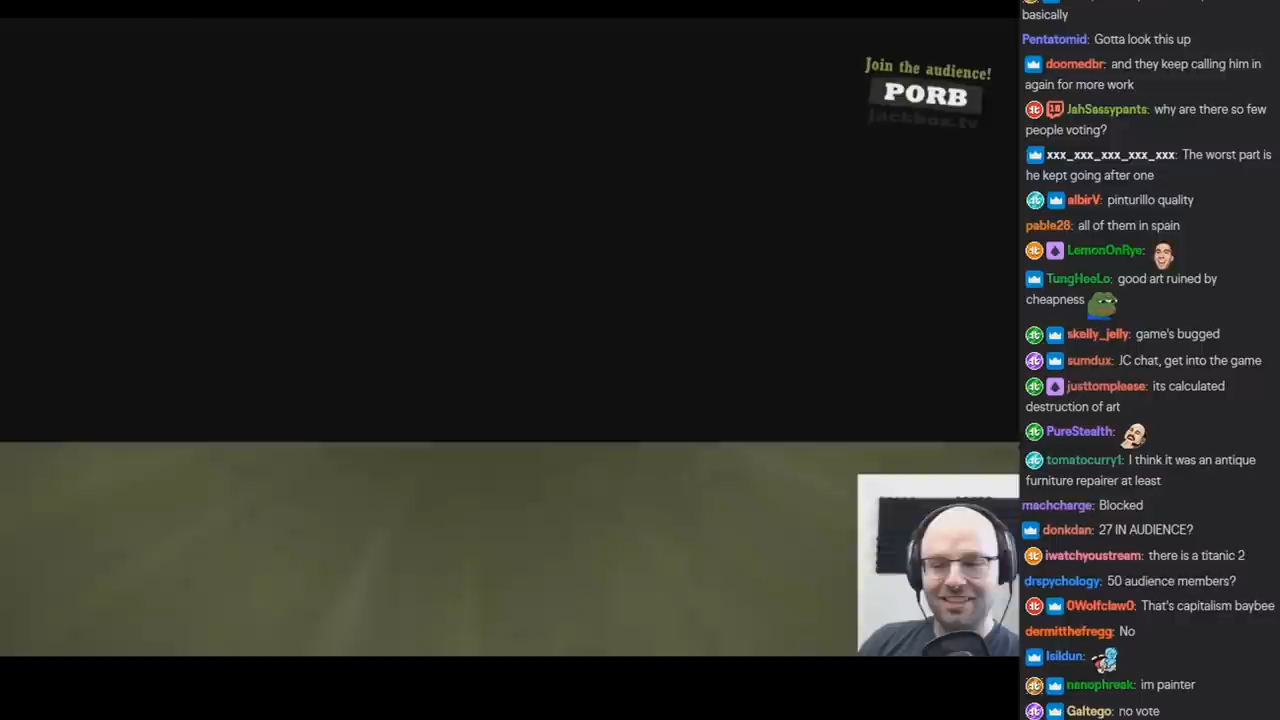 Join the audience!
PORB
jackbox.tv
basically
Pentatomid: Gotta look this up
doomedbr: and they keep calling him in
again for more work
JahSassypants: why are there so few
people voting?
xxx_xxx_xxx_xxx_xxx: The worst part is
he kept going after one
albirV: pinturillo quality
pable28: all of them in spain
LemonOnRye:
TungHeeLo: good art ruined by
cheapness
skelly_jelly: game's bugged
sumdux: JC chat, get into the game
justtomplease: its calculated
destruction of art
PureStealth:
tomatocurry1: I think it was an antique
furniture repairer at least
machcharge: Blocked
donkdan: 27 IN AUDIENCE?
iwatchyoustream: there is a titanic 2
drspychology: 50 audience members?
0Wolfclaw0: That's capitalism baybee
dermitthefregg: No
Isildun:
nanophreak: im painter
Galtego: no vote